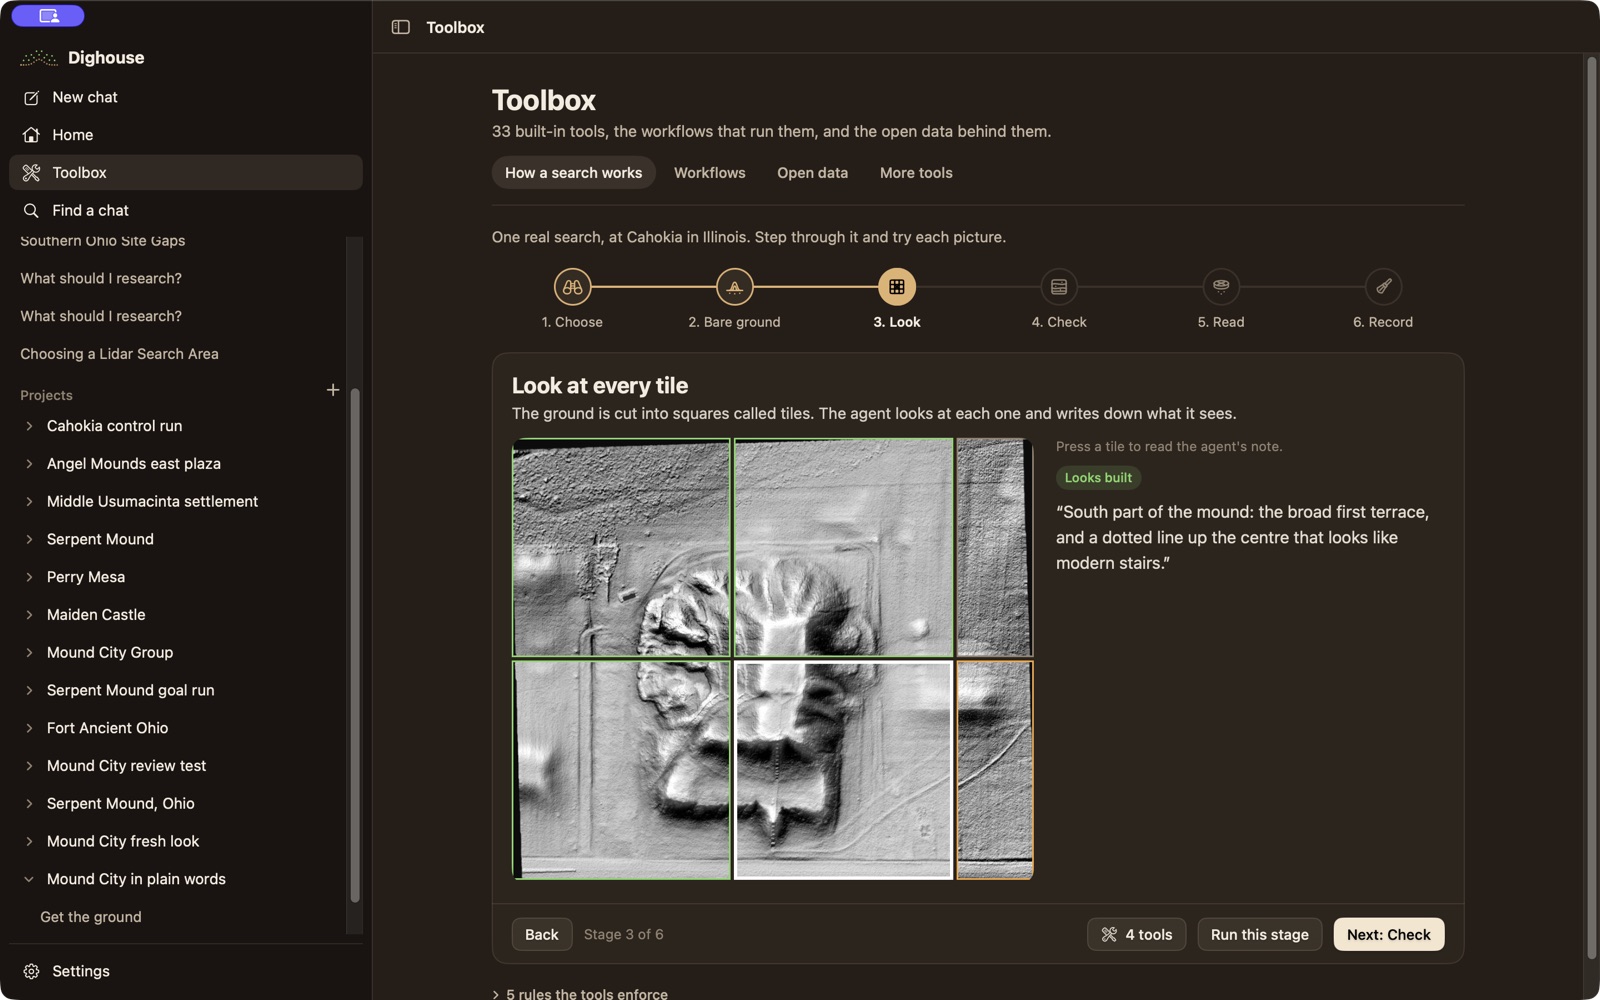 Dighouse
New chat
Home
Toolbox
Find a chat
Southern Ohio Site Gaps
What should I research?
What should I research?
Choosing a Lidar Search Area
Projects
Cahokia control run
Angel Mounds east plaza
Middle Usumacinta settlement
Serpent Mound
Perry Mesa
Maiden Castle
Mound City Group
Serpent Mound goal run
Fort Ancient Ohio
Mound City review test
Serpent Mound, Ohio
Mound City fresh look
Mound City in plain words
Get the ground
Settings
Toolbox
Toolbox
33 built-in tools, the workflows that run them, and the open data behind them.
How a search works
Workflows
Open data
More tools
One real search, at Cahokia in Illinois. Step through it and try each picture.
1. Choose
2. Bare ground
3. Look
4. Check
5. Read
6. Record
Look at every tile
The ground is cut into squares called tiles. The agent looks at each one and writes down what it sees.
Press a tile to read the agent's note.
Looks built
“South part of the mound: the broad first terrace,
and a dotted line up the centre that looks like
modern stairs.”
Back
Stage 3 of 6
4 tools
Run this stage
Next: Check
5 rules the tools enforce